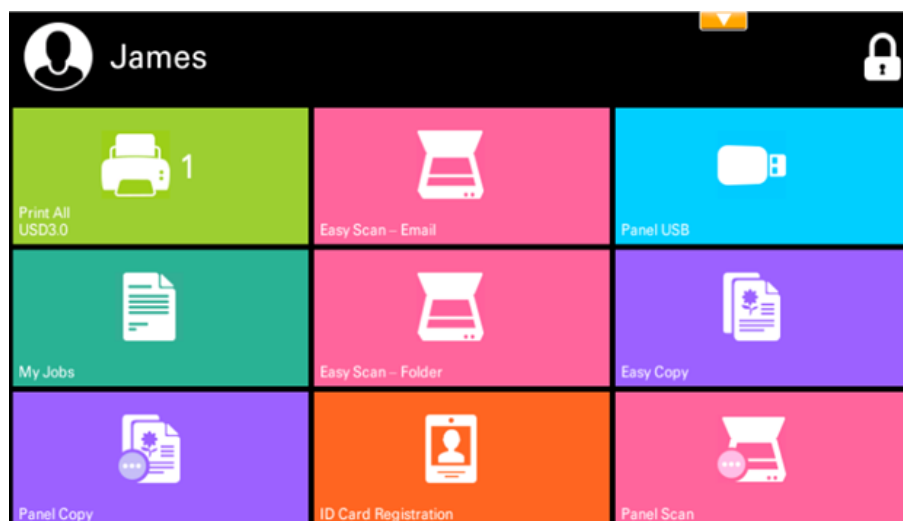 James
1
Print All
USD3.0
Easy Scan – Email
Panel USB
My Jobs
Easy Scan – Folder
Easy Copy
Panel Copy
ID Card Registration
Panel Scan